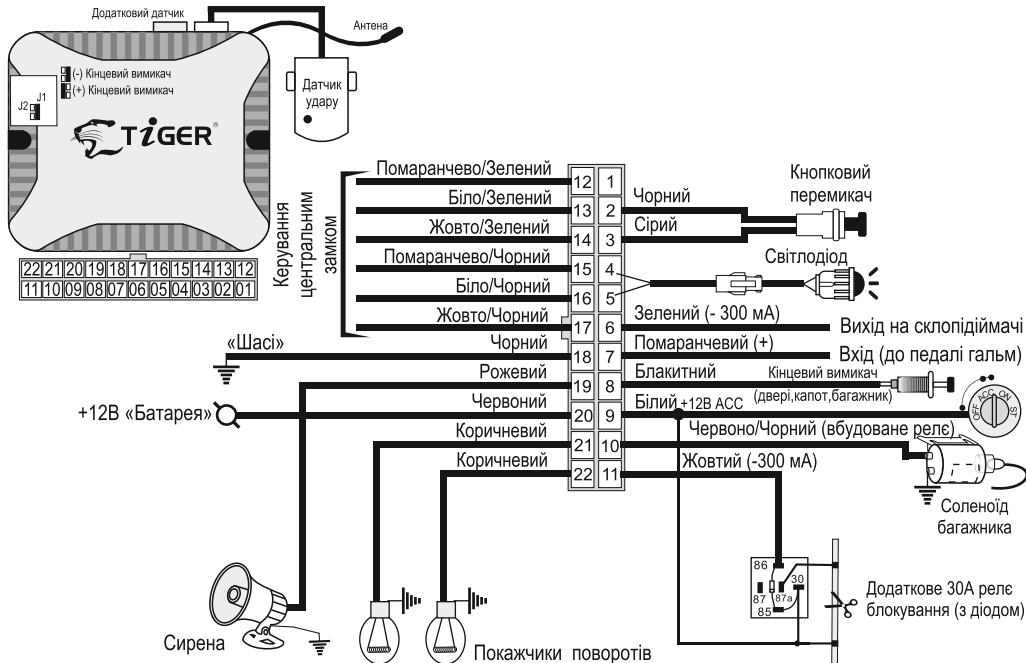 Додатковий датчик
Антена
(-) Кінцевий вимикач
(+) Кінцевий вимикач
J1
J2
TiGER®
Датчик
удару
22 21 20 19 18 17 16 15 14 13 12
11 10 09 08 07 06 05 04 03 02 01
Керування
центральним
замком
Помаранчево/Зелений 12 1
Біло/Зелений 13 2 Чорний
Жовто/Зелений 14 3 Сірий
Кнопковий
перемикач
Помаранчево/Чорний 15 4
Біло/Чорний 16 5
Світлодіод
Жовто/Чорний 17 6 Зелений (- 300 мА) Вихід на склопідіймачі
«Шасі» Чорний 18 7 Помаранчевий (+) Вхід (до педалі гальм)
Рожевий 19 8 Блакитний Кінцевий вимикач
(двері,капот,багажник)
+12В «Батарея» Червоний 20 9 Білий +12В АСС
OFF ACC ON ST
Коричневий 21 10 Червоно/Чорний (вбудоване релє)
Коричневий 22 11 Жовтий (-300 мА)
Соленоїд
багажника
86
30
87 87a
85
Додаткове 30А релє
блокування (з діодом)
Сирена
Покажчики поворотів